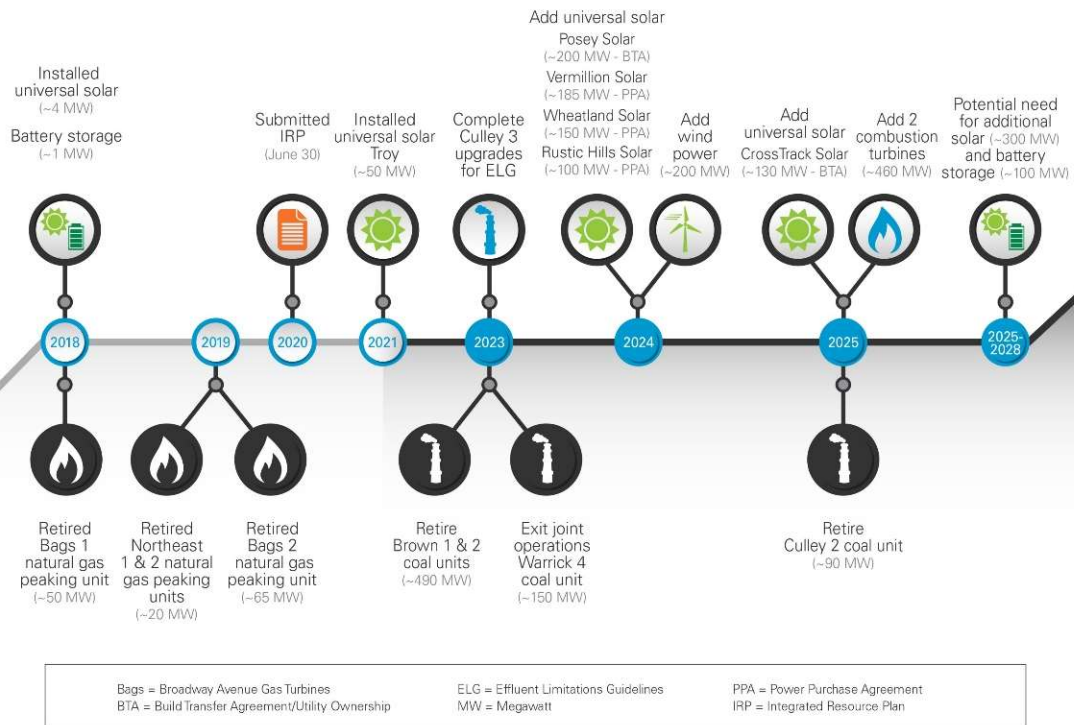 Installed
universal solar
(~4 MW)
Battery storage
(~1 MW)
Submitted
IRP
(June 30)
Installed
universal solar
Troy
(~50 MW)
Complete
Culley 3
upgrades
for ELG
Add universal solar
Posey Solar
(~200 MW - BTA)
Vermillion Solar
(~185 MW - PPA)
Wheatland Solar
(~150 MW - PPA)
Rustic Hills Solar
(~100 MW - PPA)
Add
wind
power
(~200 MW)
Add
universal solar
CrossTrack Solar
(~130 MW - BTA)
Add 2
combustion
turbines
(~460 MW)
Potential need
for additional
solar (~300 MW)
and battery
storage (~100 MW)
2018
2019
2020
2021
2023
2024
2025
2025-
2028
Retired
Bags 1
natural gas
peaking unit
(~50 MW)
Retired
Northeast
1 & 2 natural
gas peaking
units
(~20 MW)
Retired
Bags 2
natural gas
peaking unit
(~65 MW)
Retire
Brown 1 & 2
coal units
(~490 MW)
Exit joint
operations
Warrick 4
coal unit
(~150 MW)
Retire
Culley 2 coal unit
(~90 MW)
Bags = Broadway Avenue Gas Turbines
BTA = Build Transfer Agreement/Utility Ownership
ELG = Effluent Limitations Guidelines
MW = Megawatt
PPA = Power Purchase Agreement
IRP = Integrated Resource Plan